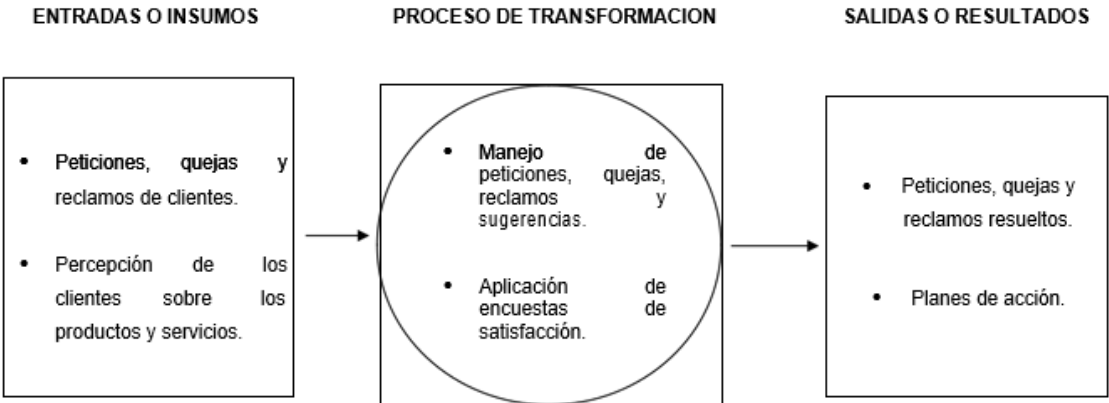 ENTRADAS O INSUMOS
PROCESO DE TRANSFORMACION
SALIDAS O RESULTADOS
• Peticiones, quejas y
reclamos de clientes.
• Percepción de los
clientes sobre los
productos y servicios.
• Manejo de
peticiones, quejas,
reclamos y
sugerencias.
• Aplicación de
encuestas de
satisfacción.
• Peticiones, quejas y
reclamos resueltos.
• Planes de acción.